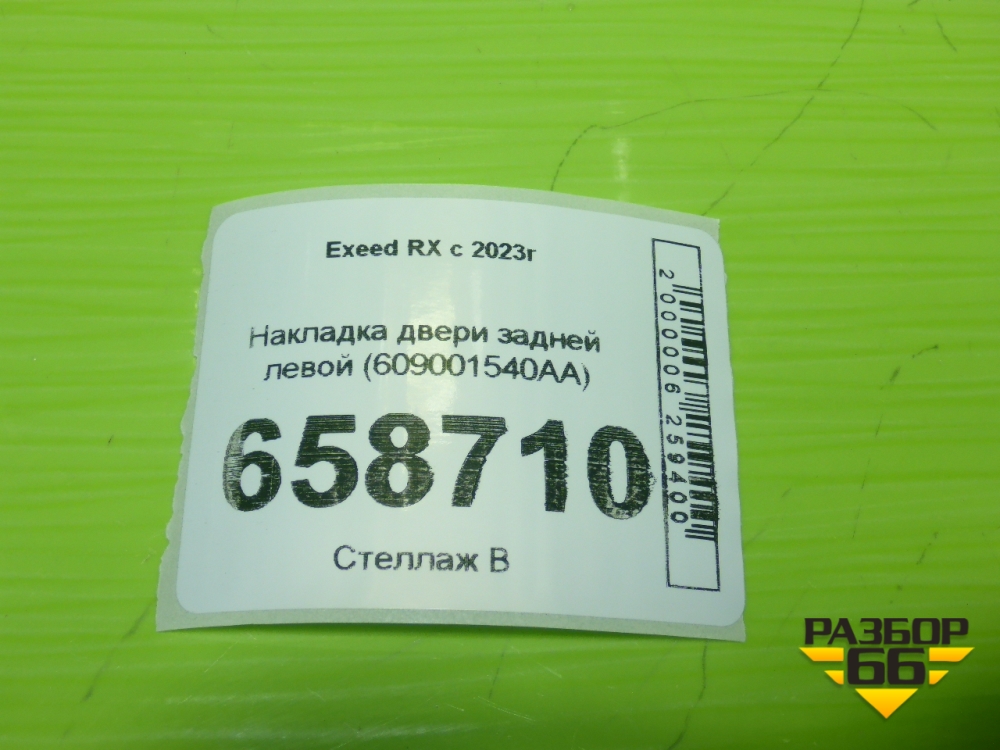 Exeed RX с 2023г
Накладка двери задней
левой (609001540AA)
658710
Стеллаж В
2000006259400
РАЗБОР
66